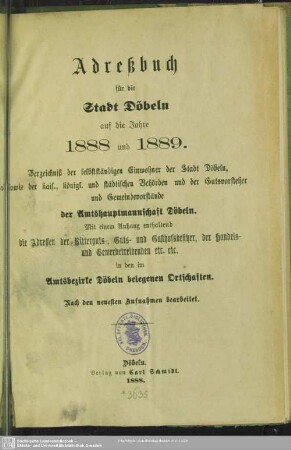 Adreßbuch
für die
Stadt Döbeln
auf die Jahre
1888 und 1889.
Verzeichniß der selbstständigen Einwohner der Stadt Döbeln,
sowie der kais., königl. und städtischen Behörden und der Gutsvorsteher
und Gemeindevorstände
der Amtshauptmannschaft Döbeln.
Mit einem Anhang enthaltend
die Adressen der Ritterguts-, Guts- und Gasthofsbesitzer, der Handels-
und Gewerbetreibenden etc. etc.
in den im
Amtsbezirke Döbeln belegenen Ortschaften.
Nach den neuesten Aufnahmen bearbeitet.
Döbeln.
Verlag von Carl Schmidt.
1888.